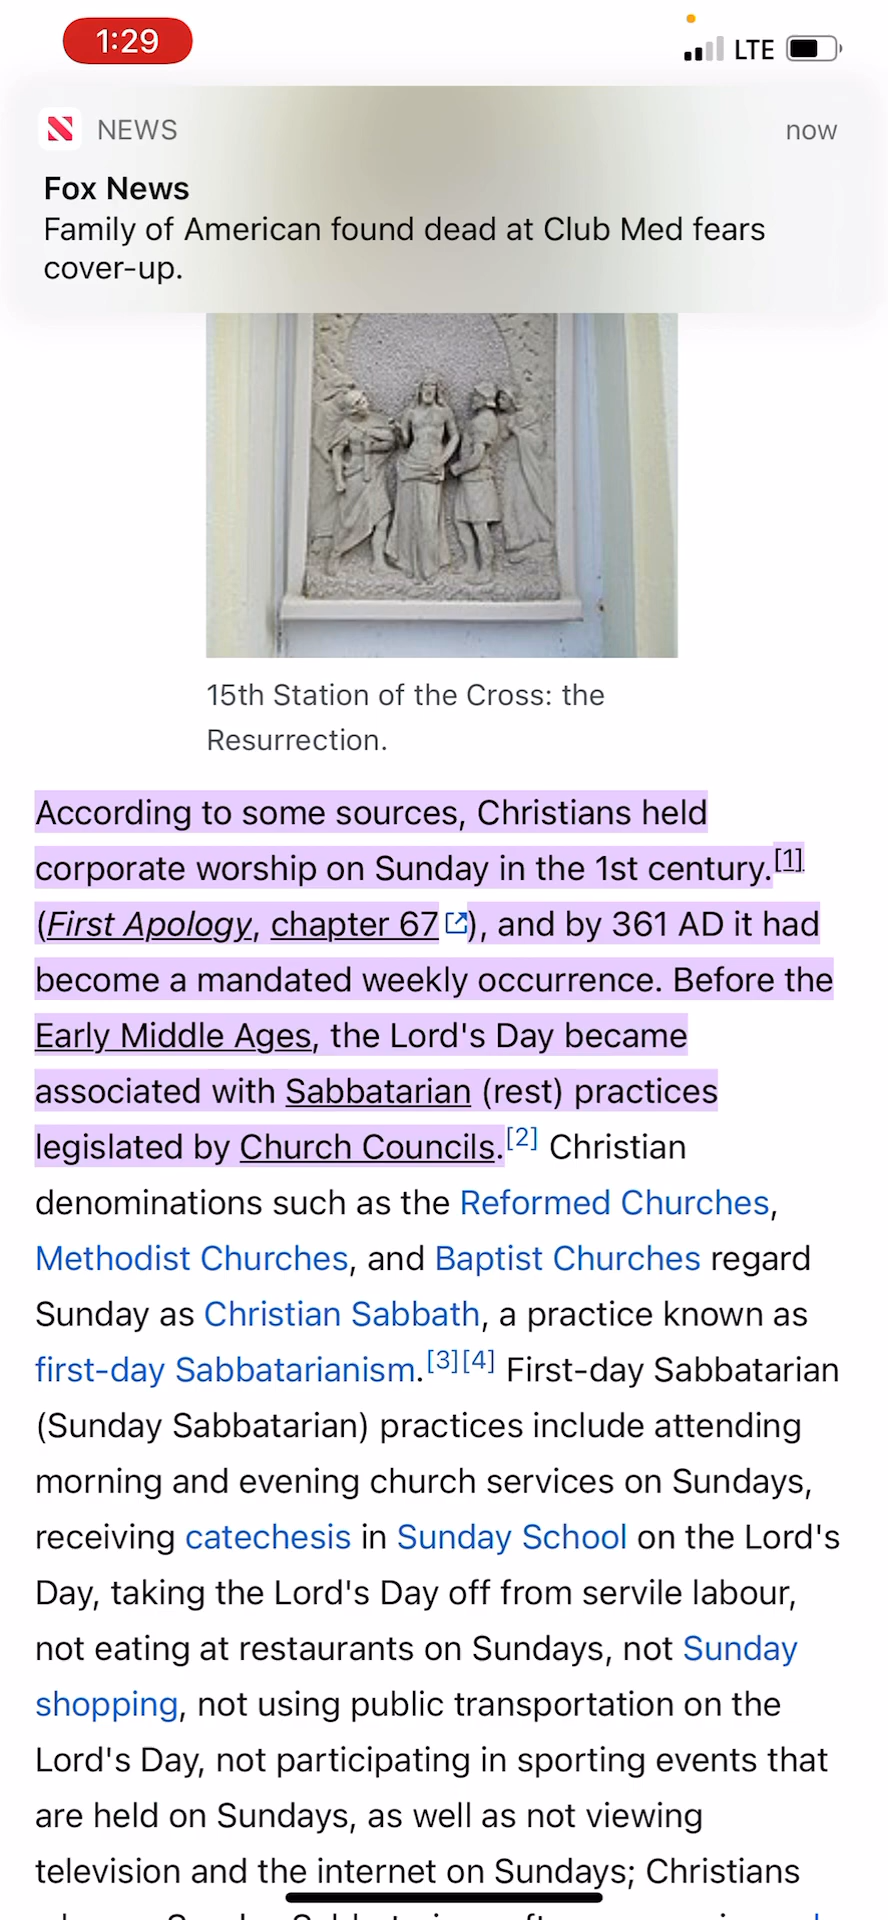 1:29
LTE
NEWS
now
Fox News
Family of American found dead at Club Med fears
cover-up.
15th Station of the Cross: the
Resurrection.
According to some sources, Christians held
corporate worship on Sunday in the 1st century.[1]
(First Apology, chapter 67), and by 361 AD it had
become a mandated weekly occurrence. Before the
Early Middle Ages, the Lord's Day became
associated with Sabbatarian (rest) practices
legislated by Church Councils.[2] Christian
denominations such as the Reformed Churches,
Methodist Churches, and Baptist Churches regard
Sunday as Christian Sabbath, a practice known as
first-day Sabbatarianism.[3][4] First-day Sabbatarian
(Sunday Sabbatarian) practices include attending
morning and evening church services on Sundays,
receiving catechesis in Sunday School on the Lord's
Day, taking the Lord's Day off from servile labour,
not eating at restaurants on Sundays, not Sunday
shopping, not using public transportation on the
Lord's Day, not participating in sporting events that
are held on Sundays, as well as not viewing
television and the internet on Sundays; Christians